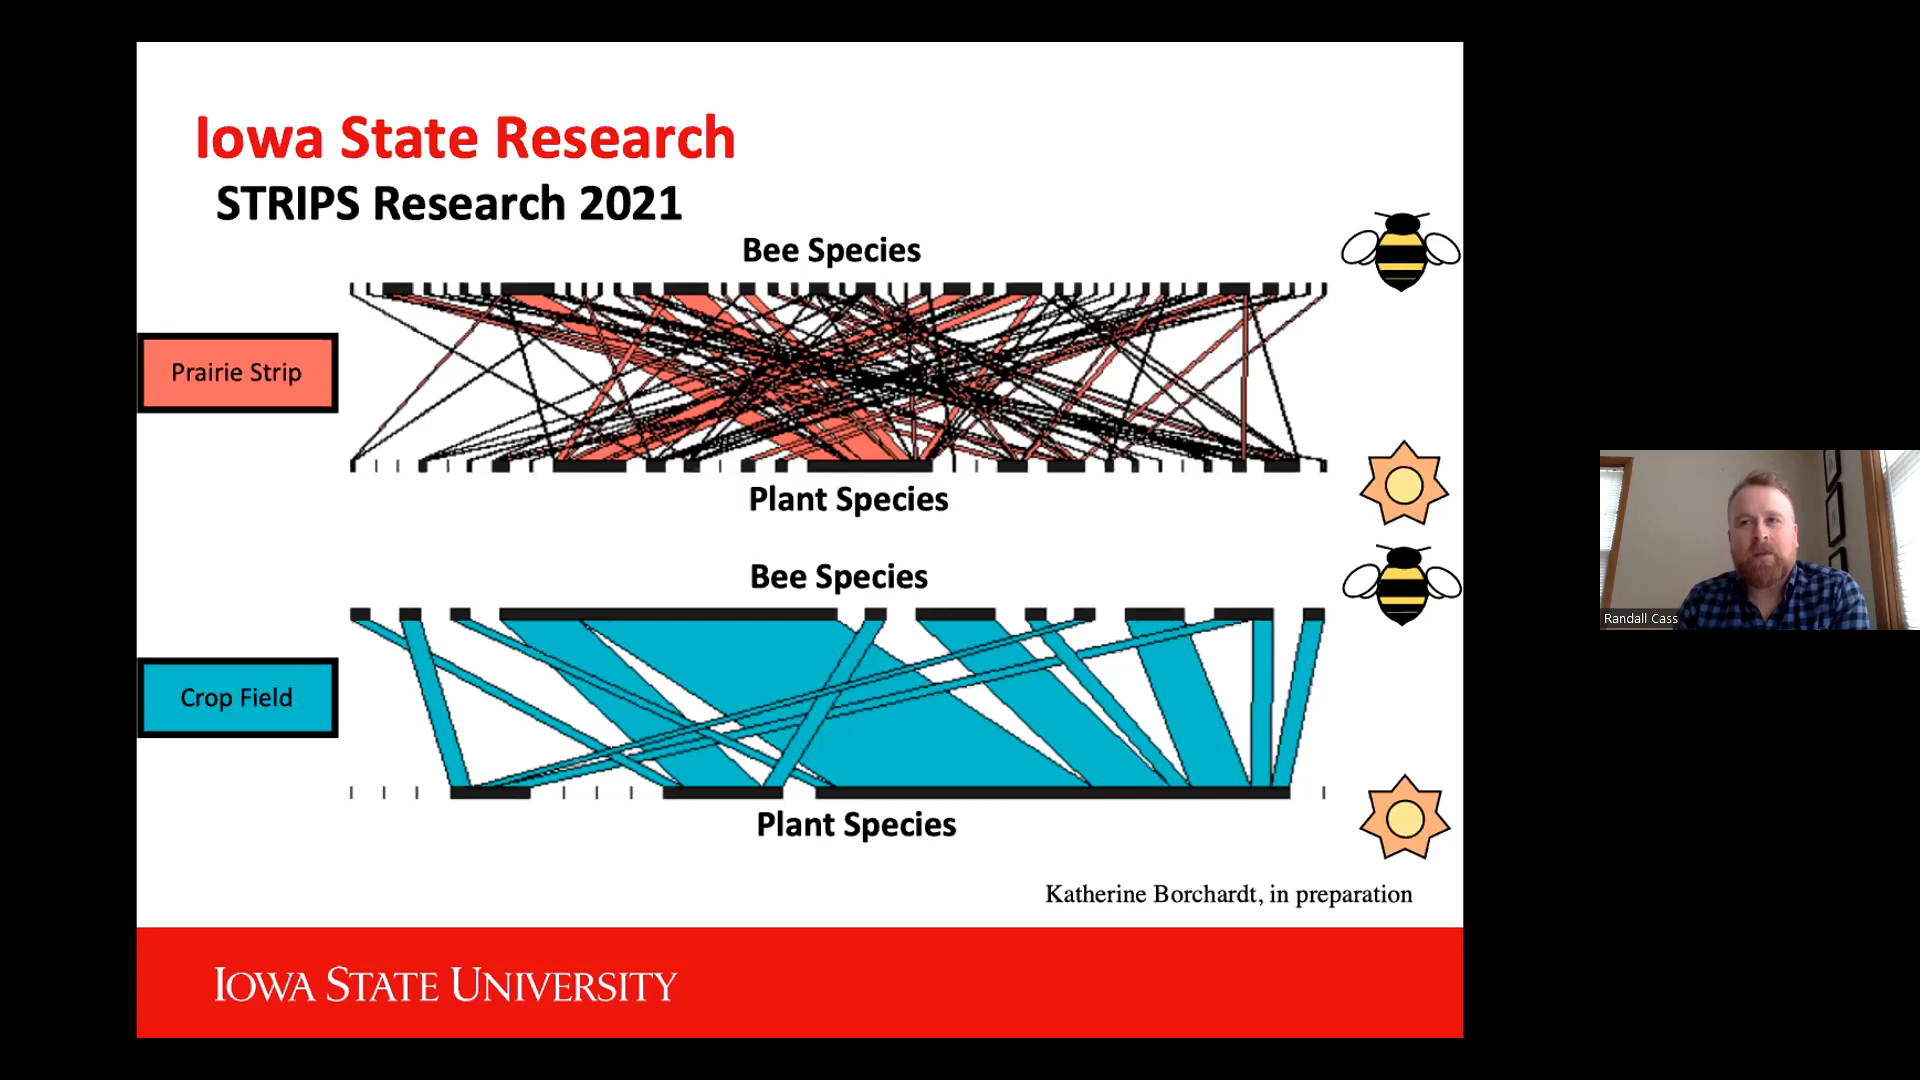 Iowa State Research
STRIPS Research 2021
Bee Species
Prairie Strip
Plant Species
Bee Species
Crop Field
Plant Species
Katherine Borchardt, in preparation
IOWA STATE UNIVERSITY
Randall Cass